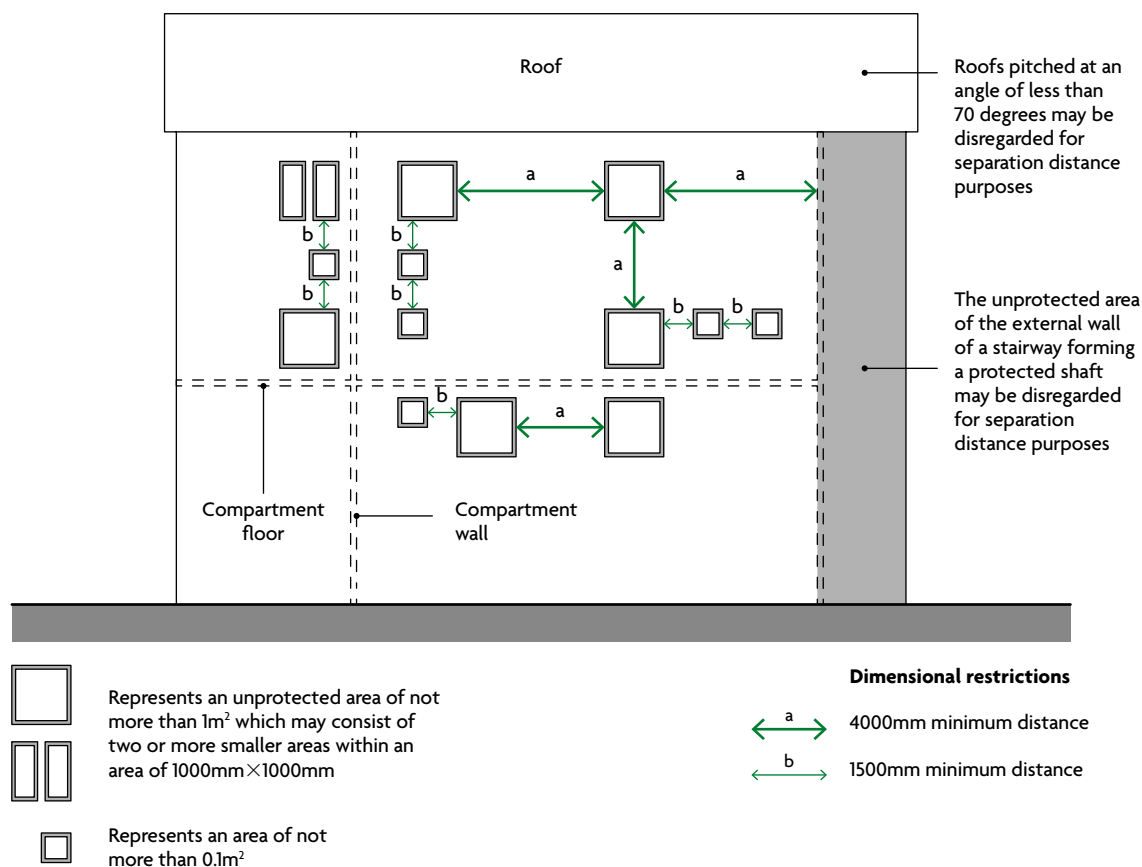 Roof
Roofs pitched at an
angle of less than
70 degrees may be
disregarded for
separation distance
purposes
a
a
b
b
a
b
b
b
b
The unprotected area
of the external wall
of a stairway forming
a protected shaft
may be disregarded
for separation
distance purposes
b
a
Compartment
floor
Compartment
wall
Represents an unprotected area of not
more than 1m² which may consist of
two or more smaller areas within an
area of 1000mm×1000mm
Represents an area of not
more than 0.1m²
Dimensional restrictions
a
4000mm minimum distance
b
1500mm minimum distance